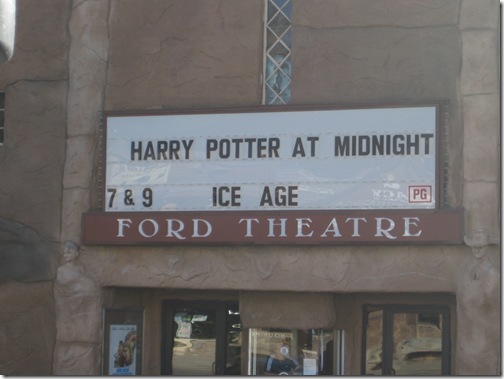 HARRY POTTER AT MIDNIGHT
7 & 9 ICE AGE PG
FORD THEATRE